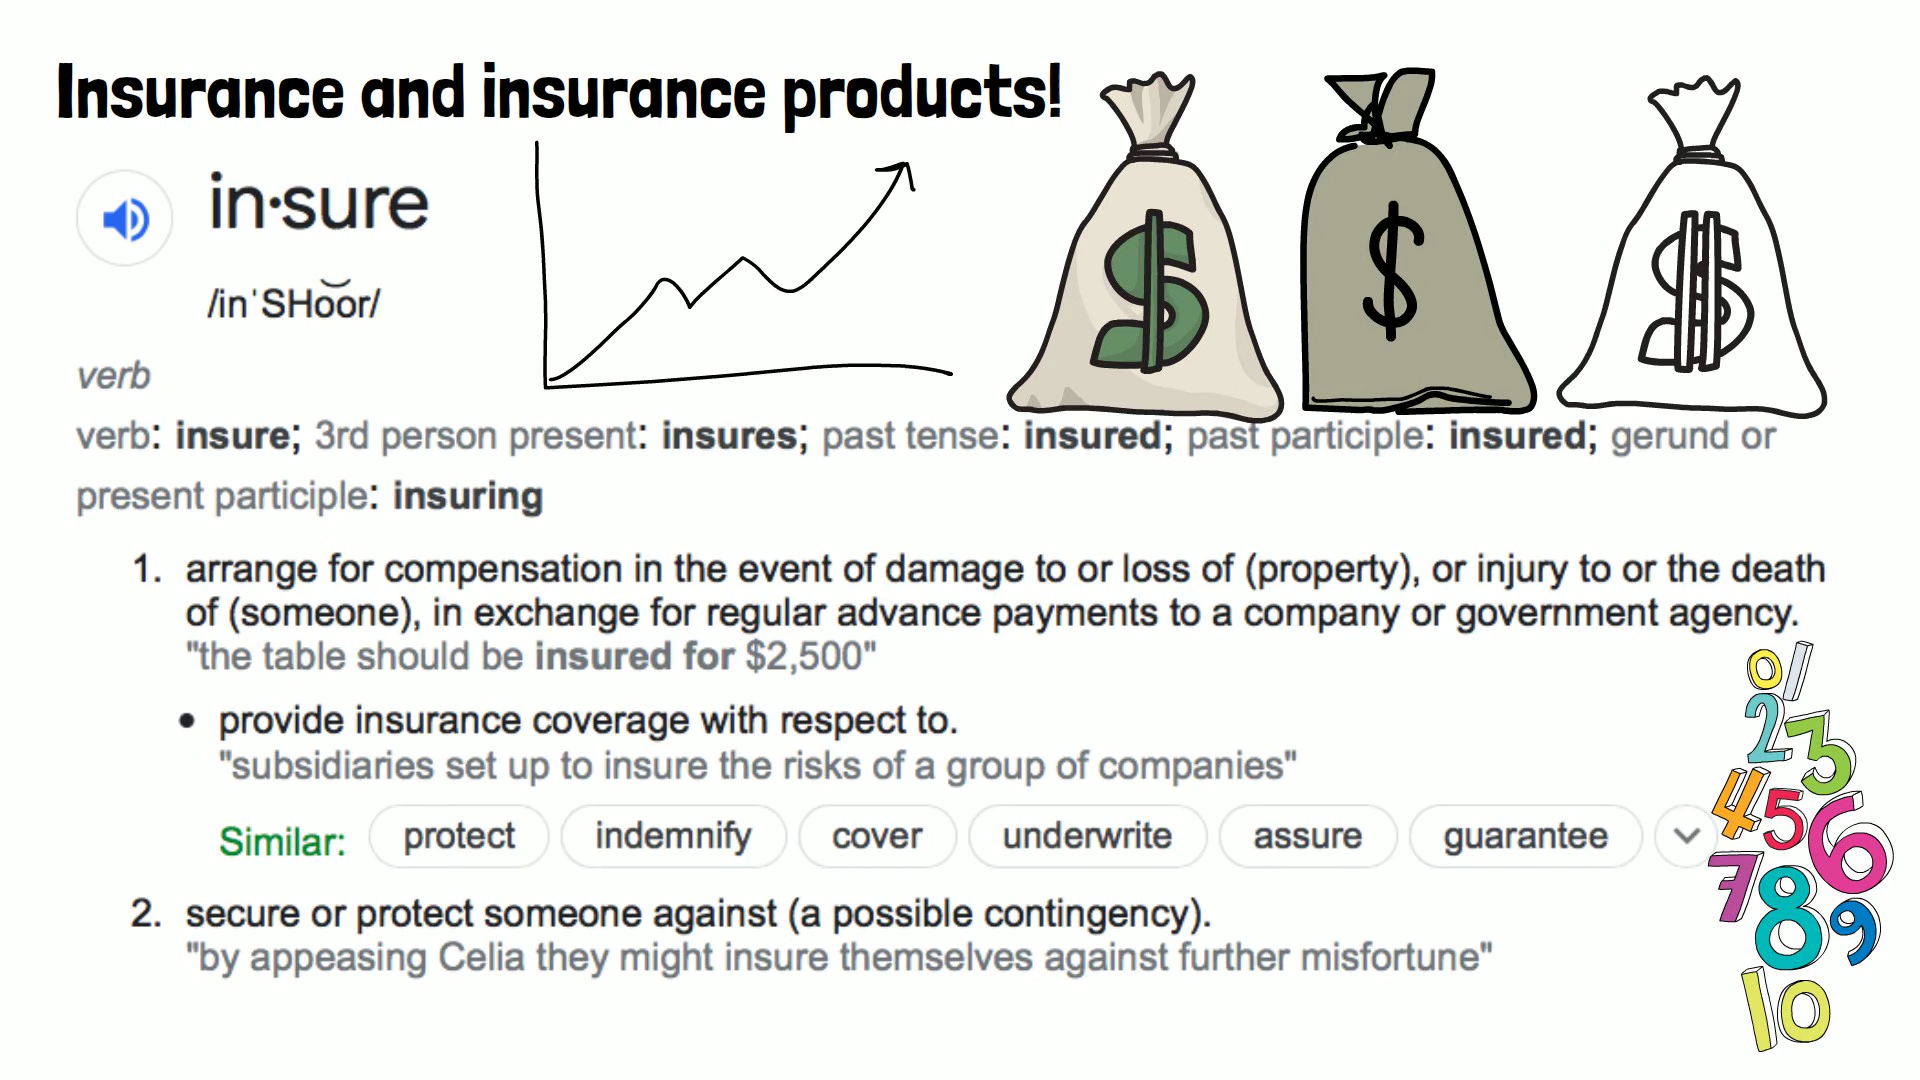 Insurance and insurance products!
in·sure
/inˈSHo͝or/
verb
verb: insure; 3rd person present: insures; past tense: insured; past participle: insured; gerund or
present participle: insuring
1. arrange for compensation in the event of damage to or loss of (property), or injury to or the death
of (someone), in exchange for regular advance payments to a company or government agency.
"the table should be insured for $2,500"
• provide insurance coverage with respect to.
"subsidiaries set up to insure the risks of a group of companies"
Similar: protect indemnify cover underwrite assure guarantee
2. secure or protect someone against (a possible contingency).
"by appeasing Celia they might insure themselves against further misfortune"
$ $ $
0 1
2 3
4 5 6
7 8 9
10